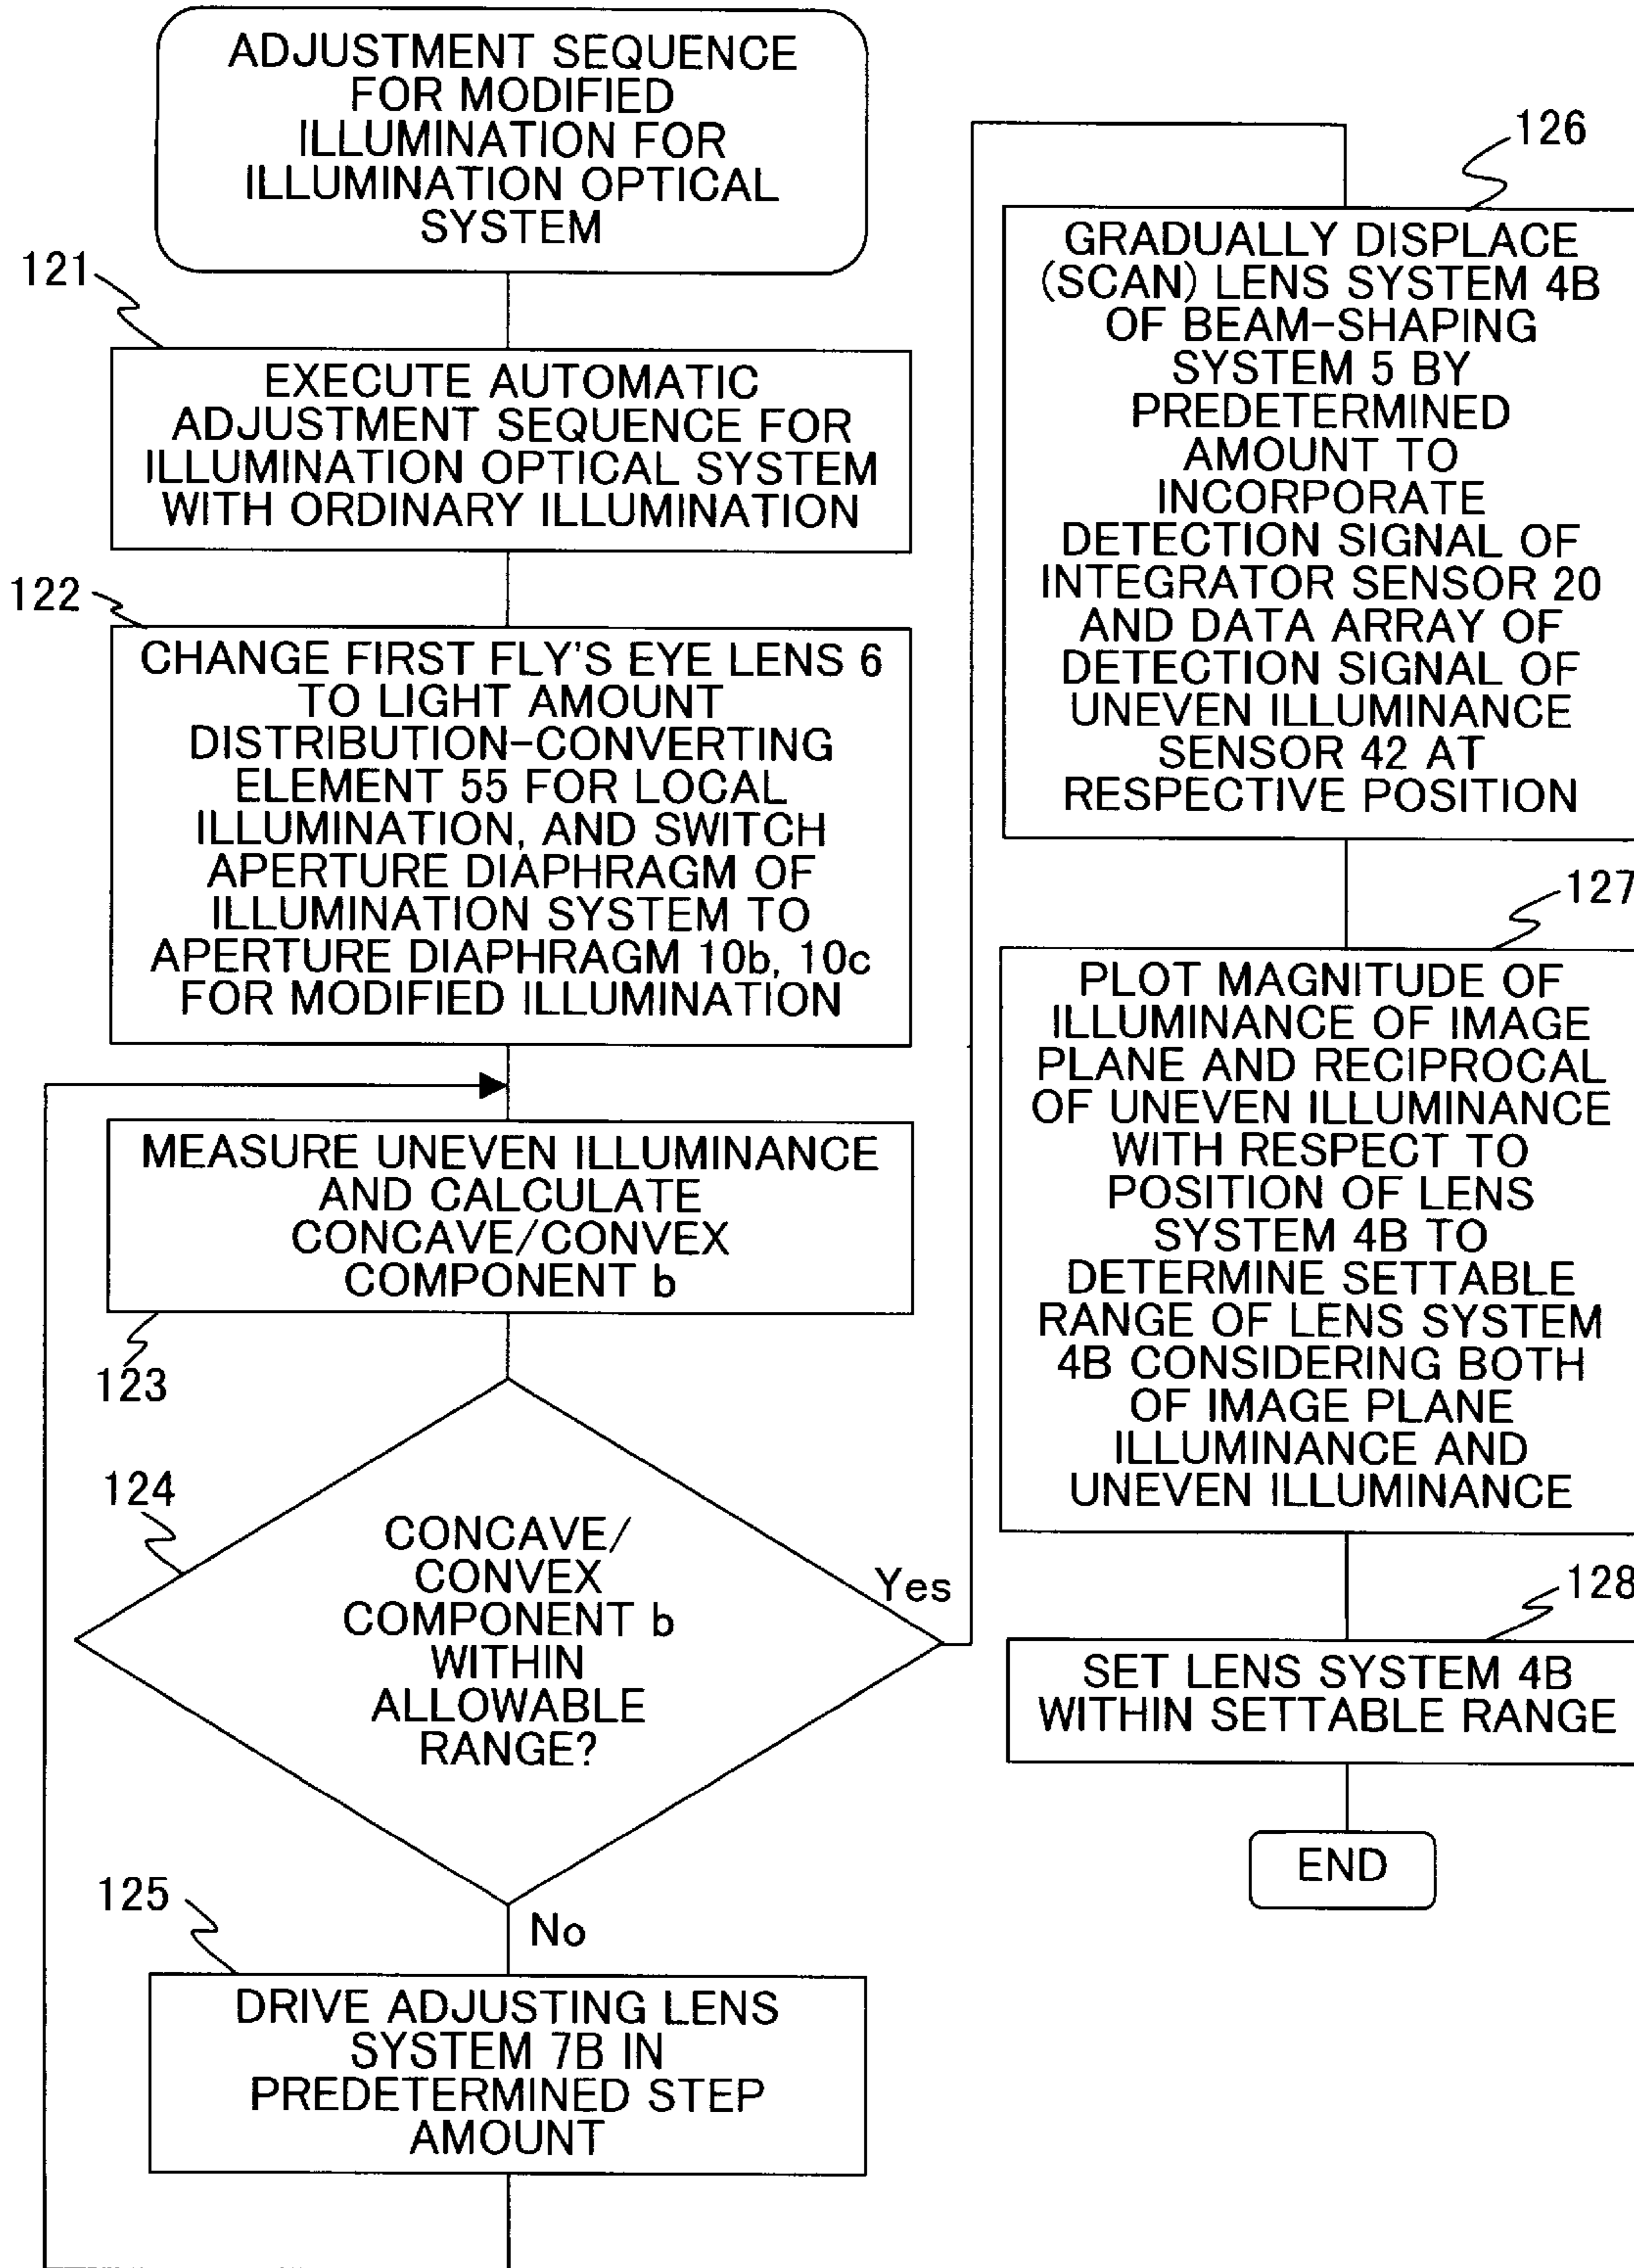 ADJUSTMENT SEQUENCE
FOR MODIFIED
ILLUMINATION FOR
ILLUMINATION OPTICAL
SYSTEM
121
EXECUTE AUTOMATIC
ADJUSTMENT SEQUENCE FOR
ILLUMINATION OPTICAL SYSTEM
WITH ORDINARY ILLUMINATION
122
CHANGE FIRST FLY'S EYE LENS 6
TO LIGHT AMOUNT
DISTRIBUTION-CONVERTING
ELEMENT 55 FOR LOCAL
ILLUMINATION, AND SWITCH
APERTURE DIAPHRAGM OF
ILLUMINATION SYSTEM TO
APERTURE DIAPHRAGM 10b, 10c
FOR MODIFIED ILLUMINATION
MEASURE UNEVEN ILLUMINANCE
AND CALCULATE
CONCAVE/CONVEX
COMPONENT b
123
124
CONCAVE/
CONVEX
COMPONENT b
WITHIN
ALLOWABLE
RANGE?
Yes
No
125
DRIVE ADJUSTING LENS
SYSTEM 7B IN
PREDETERMINED STEP
AMOUNT
126
GRADUALLY DISPLACE
(SCAN) LENS SYSTEM 4B
OF BEAM-SHAPING
SYSTEM 5 BY
PREDETERMINED
AMOUNT TO
INCORPORATE
DETECTION SIGNAL OF
INTEGRATOR SENSOR 20
AND DATA ARRAY OF
DETECTION SIGNAL OF
UNEVEN ILLUMINANCE
SENSOR 42 AT
RESPECTIVE POSITION
127
PLOT MAGNITUDE OF
ILLUMINANCE OF IMAGE
PLANE AND RECIPROCAL
OF UNEVEN ILLUMINANCE
WITH RESPECT TO
POSITION OF LENS
SYSTEM 4B TO
DETERMINE SETTABLE
RANGE OF LENS SYSTEM
4B CONSIDERING BOTH
OF IMAGE PLANE
ILLUMINANCE AND
UNEVEN ILLUMINANCE
128
SET LENS SYSTEM 4B
WITHIN SETTABLE RANGE
END